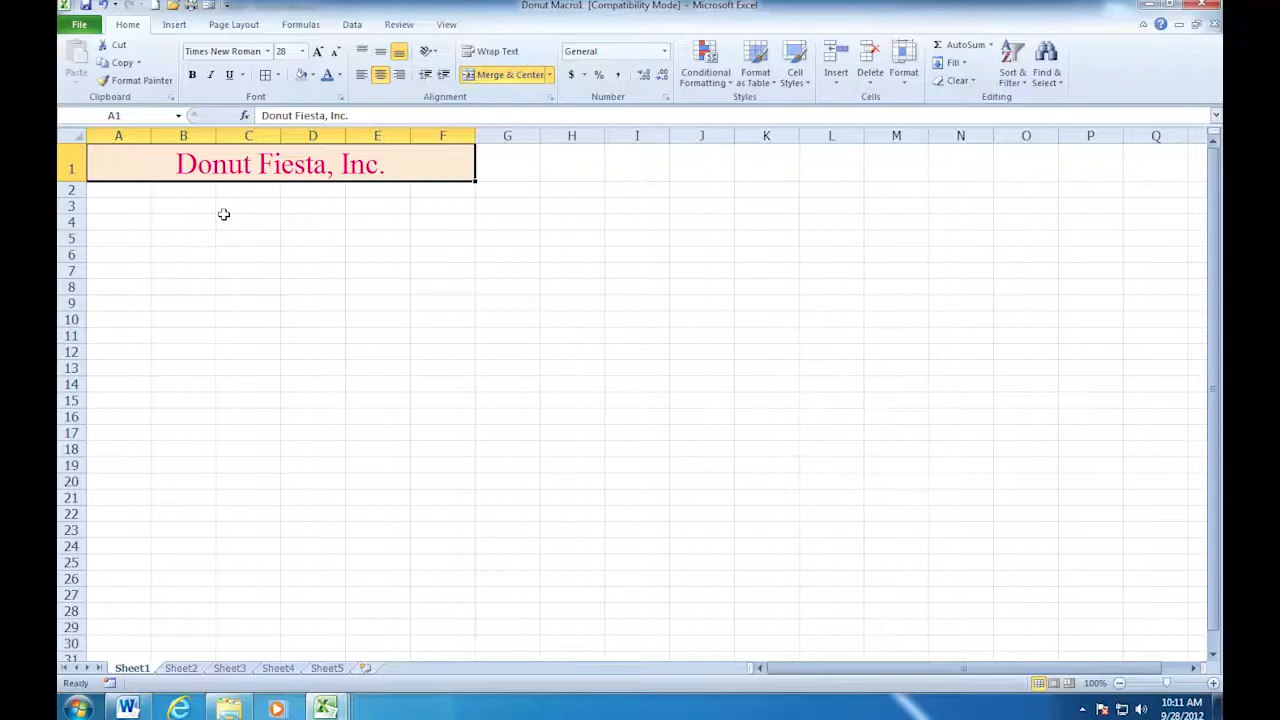 Donut Macro1 [Compatibility Mode] - Microsoft Excel
File Home Insert Page Layout Formulas Data Review View
Cut
Copy
Format Painter
Paste
Clipboard
Times New Roman 28
A A
B I U A
Font
Wrap Text
Merge & Center
Alignment
General
$ % ,
Number
Conditional Formatting
Format as Table
Cell Styles
Styles
Insert Delete Format
Cells
AutoSum
Fill
Clear
Sort & Filter
Find & Select
Editing
A1 fx Donut Fiesta, Inc.
A B C D E F G H I J K L M N O P Q
1 Donut Fiesta, Inc.
2
3
4
5
6
7
8
9
10
11
12
13
14
15
16
17
18
19
20
21
22
23
24
25
26
27
28
29
30
31
Sheet1 Sheet2 Sheet3 Sheet4 Sheet5
Ready 100%
10:11 AM
9/28/2012